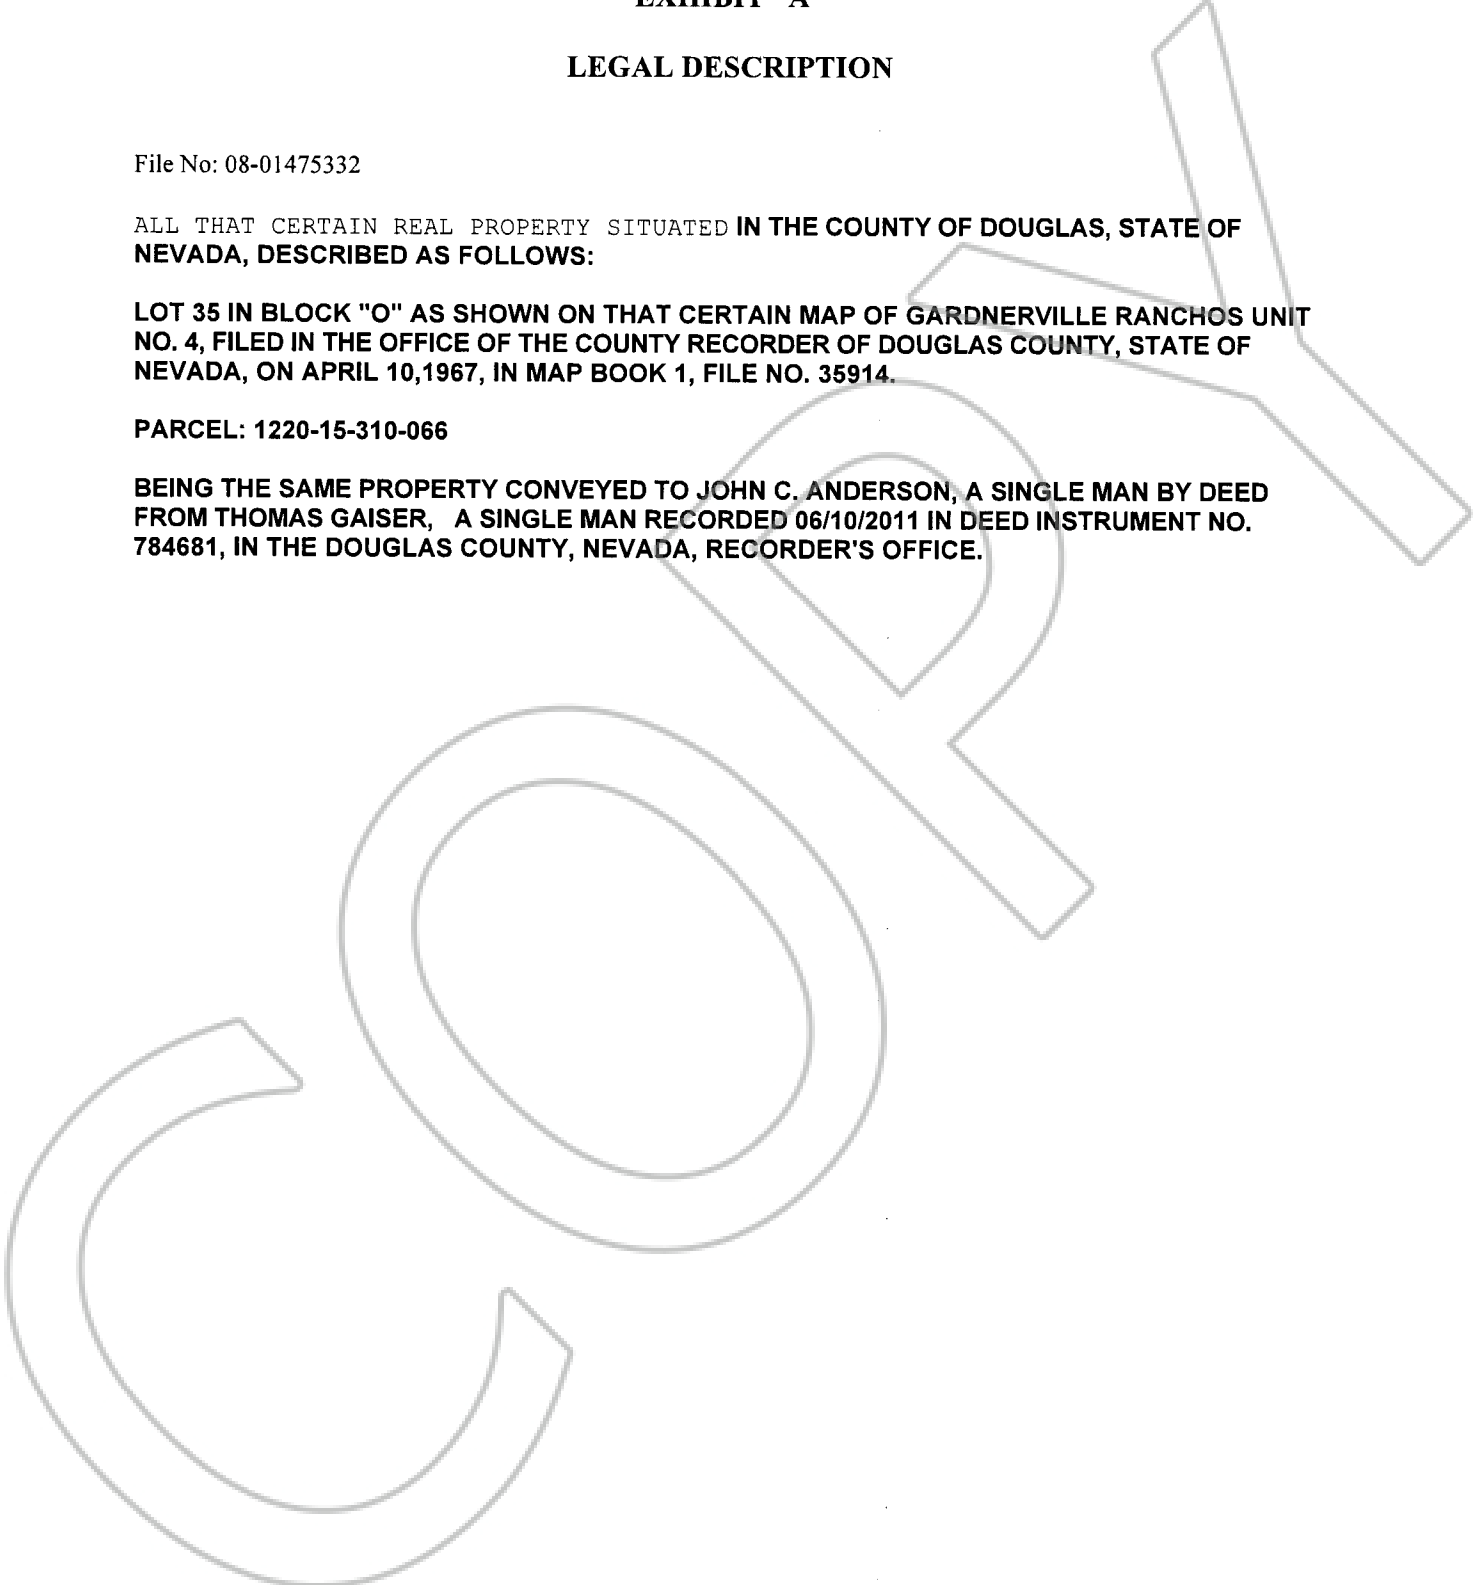 EXHIBIT "A"
LEGAL DESCRIPTION
File No: 08-01475332
ALL THAT CERTAIN REAL PROPERTY SITUATED IN THE COUNTY OF DOUGLAS, STATE OF
NEVADA, DESCRIBED AS FOLLOWS:
LOT 35 IN BLOCK "O" AS SHOWN ON THAT CERTAIN MAP OF GARDNERVILLE RANCHOS UNIT
NO. 4, FILED IN THE OFFICE OF THE COUNTY RECORDER OF DOUGLAS COUNTY, STATE OF
NEVADA, ON APRIL 10,1967, IN MAP BOOK 1, FILE NO. 35914.
PARCEL: 1220-15-310-066
BEING THE SAME PROPERTY CONVEYED TO JOHN C. ANDERSON, A SINGLE MAN BY DEED
FROM THOMAS GAISER, A SINGLE MAN RECORDED 06/10/2011 IN DEED INSTRUMENT NO.
784681, IN THE DOUGLAS COUNTY, NEVADA, RECORDER'S OFFICE.
COPY